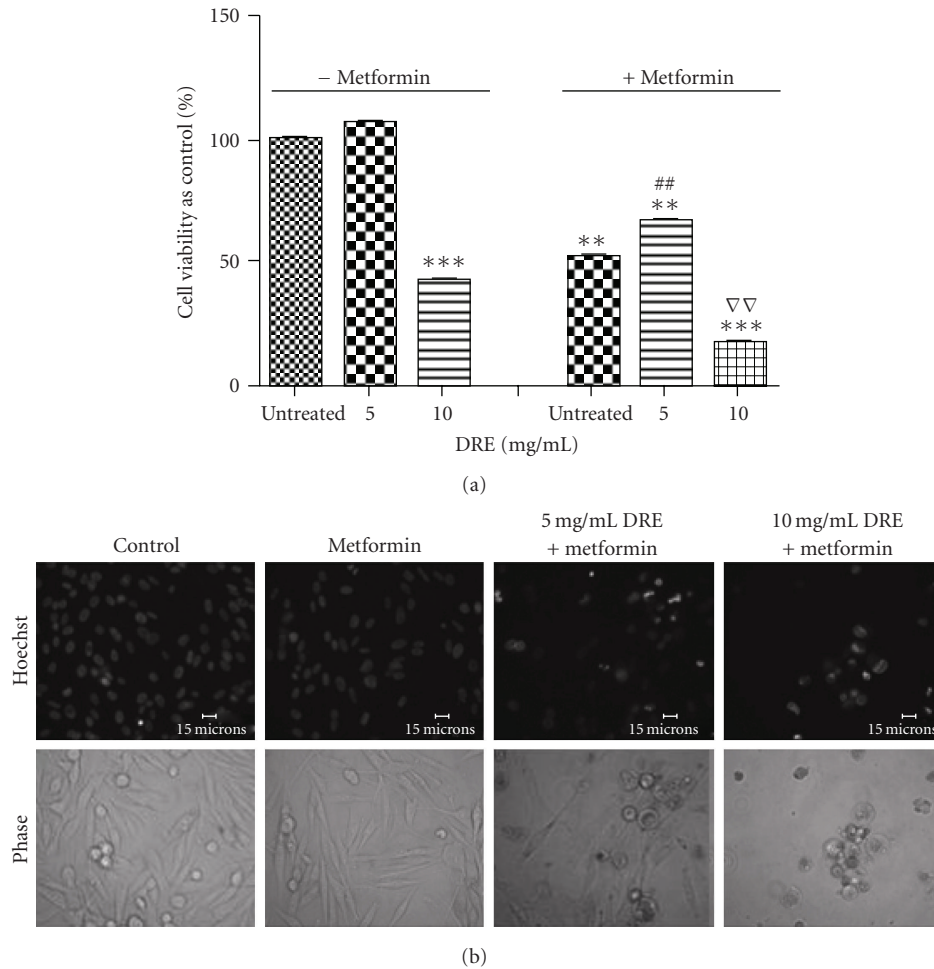 150
100
50
0
Cell viability as control (%)
− Metformin
+ Metformin
∗∗∗
∗∗
##
∗∗
∇∇
∗∗∗
Untreated 5 10 Untreated 5 10
DRE (mg/mL)
(a)
Control
Metformin
5 mg/mL DRE
+ metformin
10 mg/mL DRE
+ metformin
Hoechst
15 microns
15 microns
15 microns
15 microns
Phase
(b)